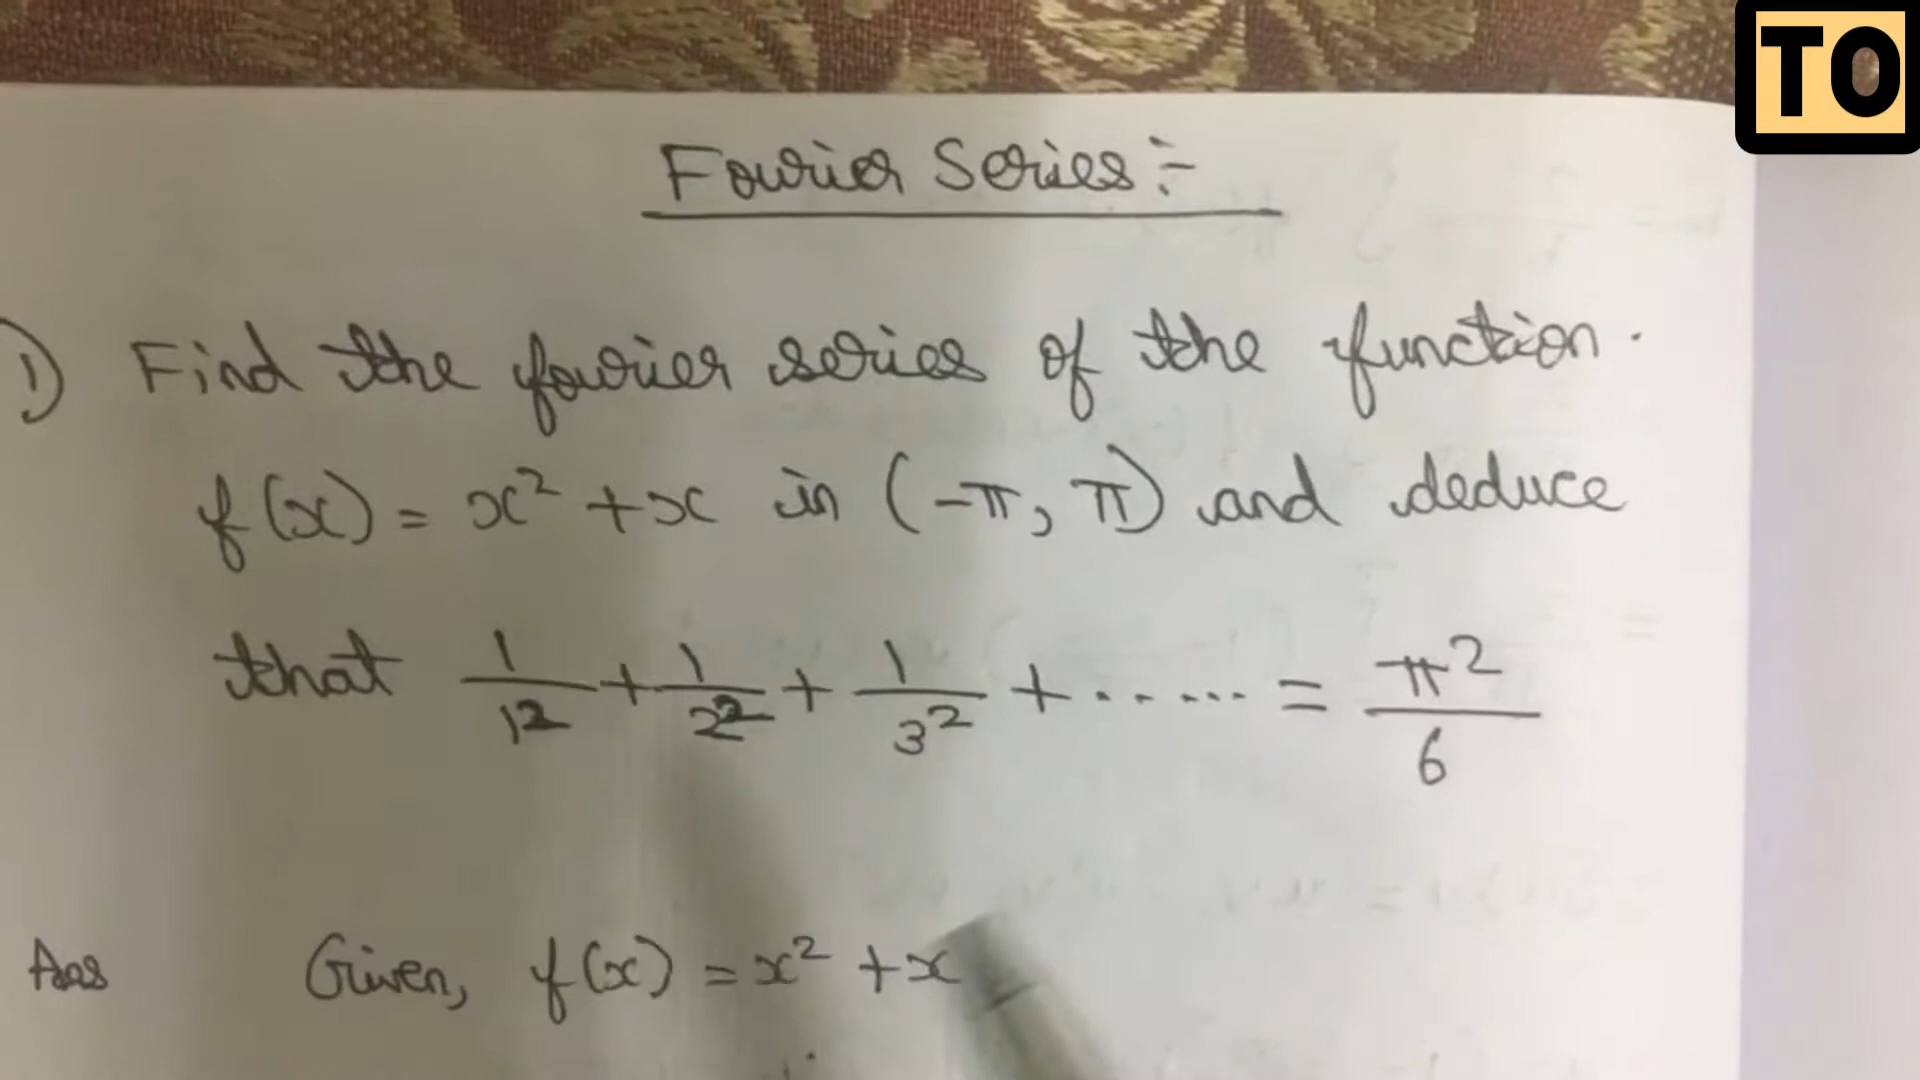 TO
Fourier Series :-
1) Find the fourier series of the function.
f(x) = x² + x in (-π, π) and deduce
that 1/1² + 1/2² + 1/3² + ...... = π²/6
Ans Given, f(x) = x² + x